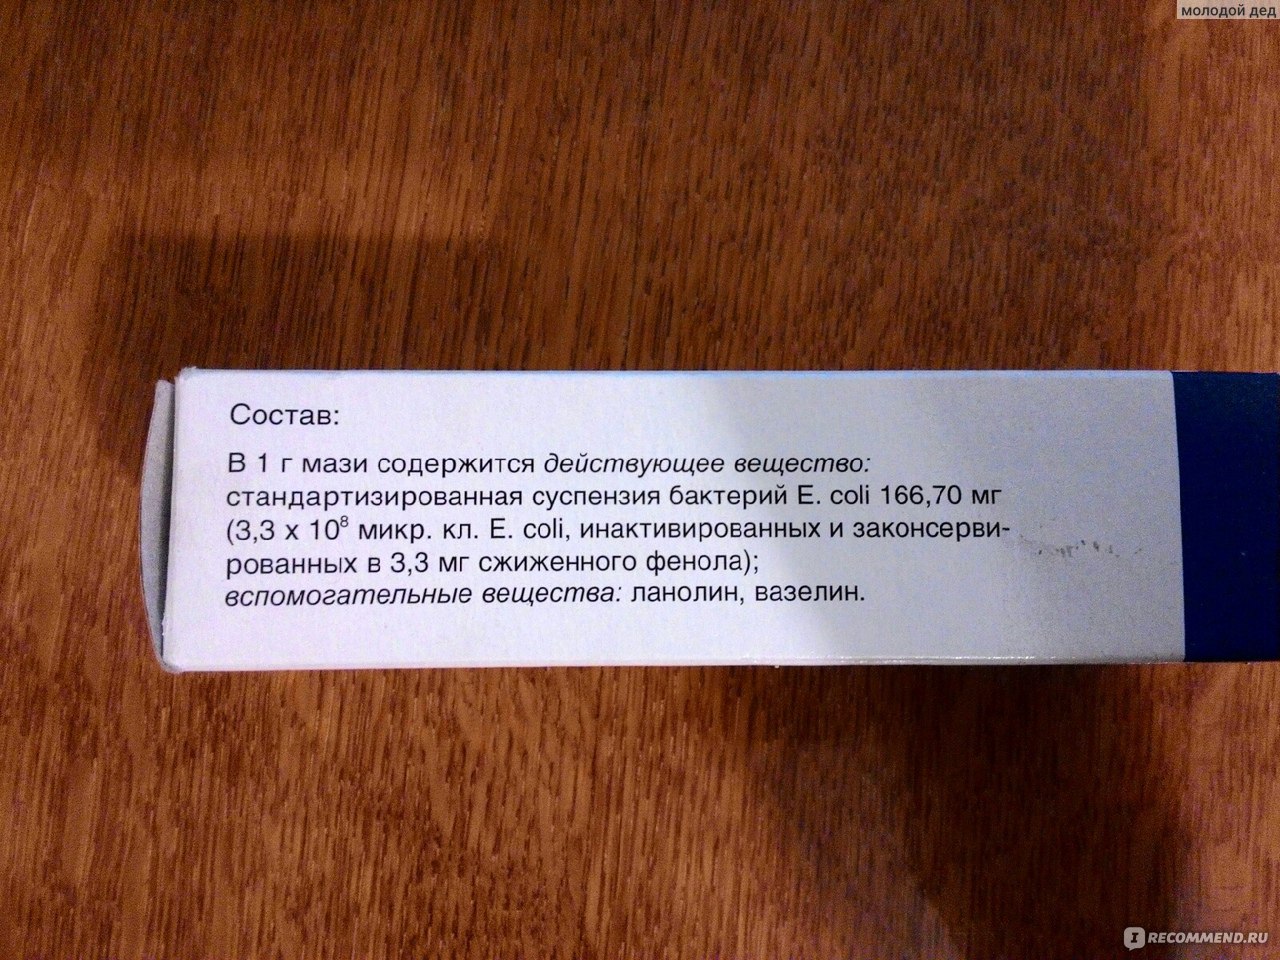 молодой дед
Состав:
В 1 г мази содержится действующее вещество:
стандартизированная суспензия бактерий E. coli 166,70 мг
(3,3 x 10⁸ микр. кл. E. coli, инактивированных и законсерви-
рованных в 3,3 мг сжиженного фенола);
вспомогательные вещества: ланолин, вазелин.
IRECOMMEND.RU